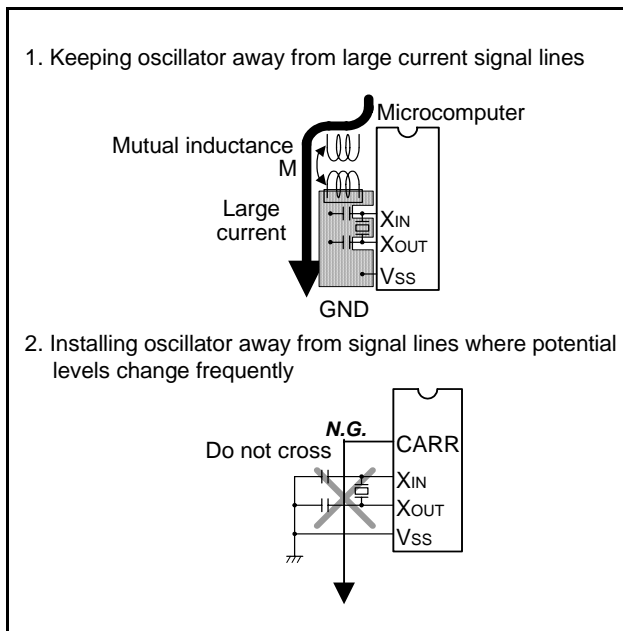 1. Keeping oscillator away from large current signal lines
Microcomputer
Mutual inductance
M
Large
current
XIN
XOUT
VSS
GND
2. Installing oscillator away from signal lines where potential
levels change frequently
N.G.
Do not cross
CARR
XIN
XOUT
VSS